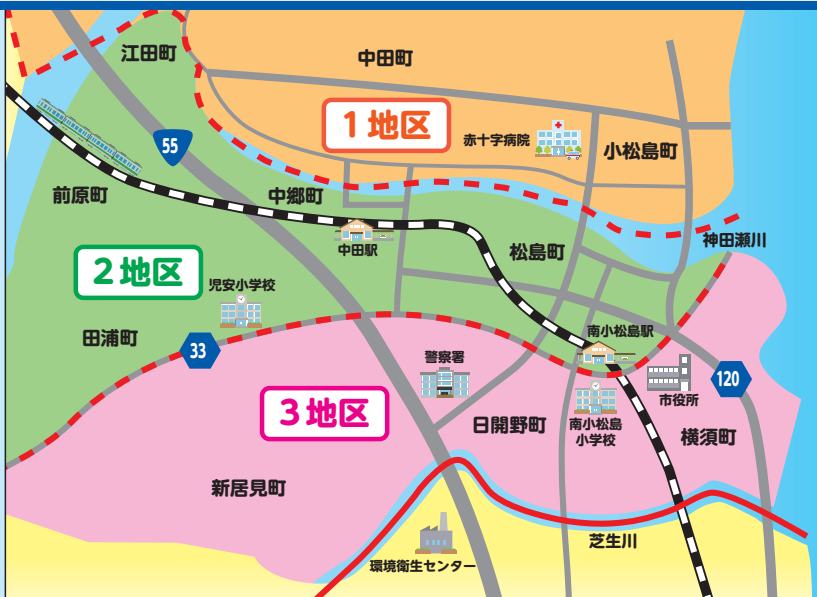 江田町
中田町
1地区
赤十字病院
小松島町
55
前原町
中郷町
中田駅
松島町
神田瀬川
2地区
児安小学校
田浦町
33
南小松島駅
警察署
市役所
120
3地区
日開野町
南小松島
小学校
横須町
新居見町
芝生川
環境衛生センター